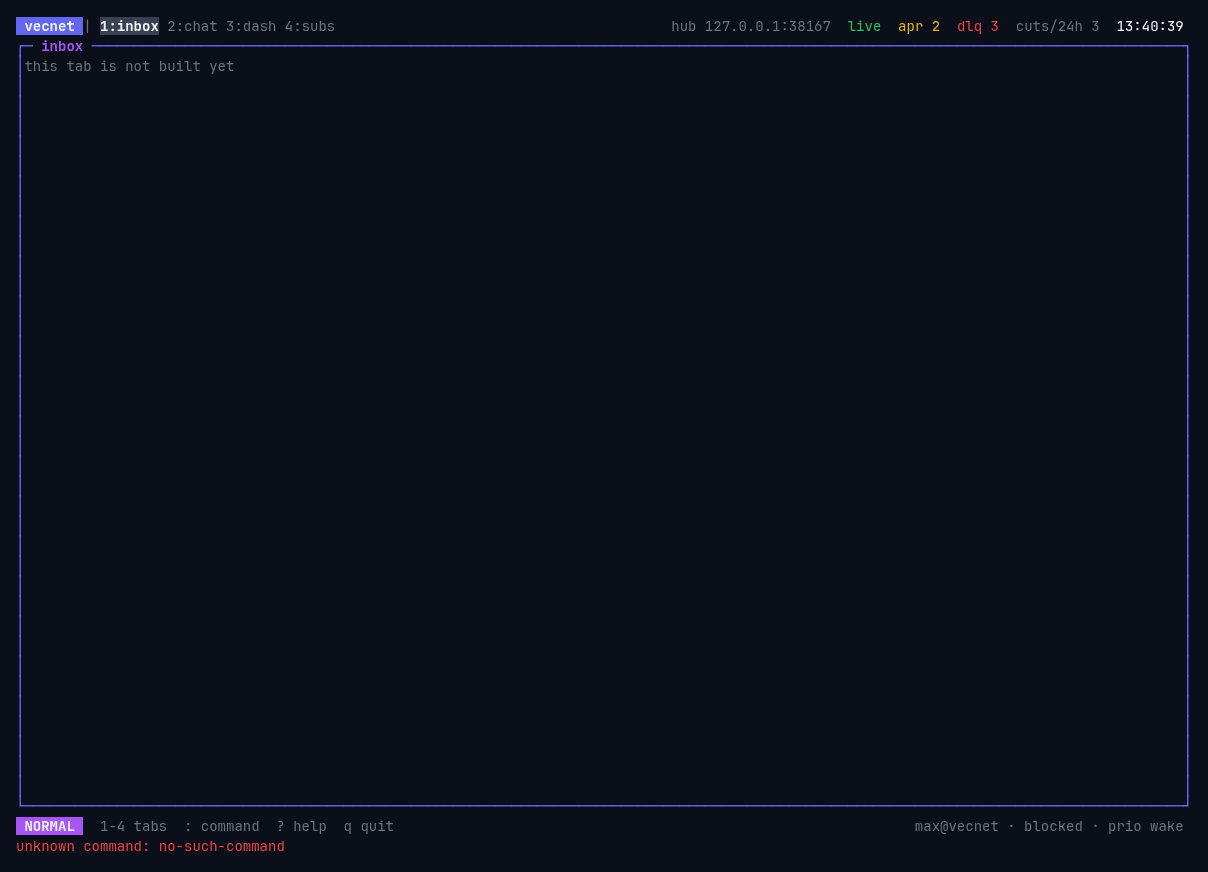 vecnet | 1:inbox 2:chat 3:dash 4:subs hub 127.0.0.1:38167 live apr 2 dlq 3 cuts/24h 3 13:40:39
inbox
this tab is not built yet
NORMAL 1-4 tabs : command ? help q quit max@vecnet · blocked · prio wake
unknown command: no-such-command